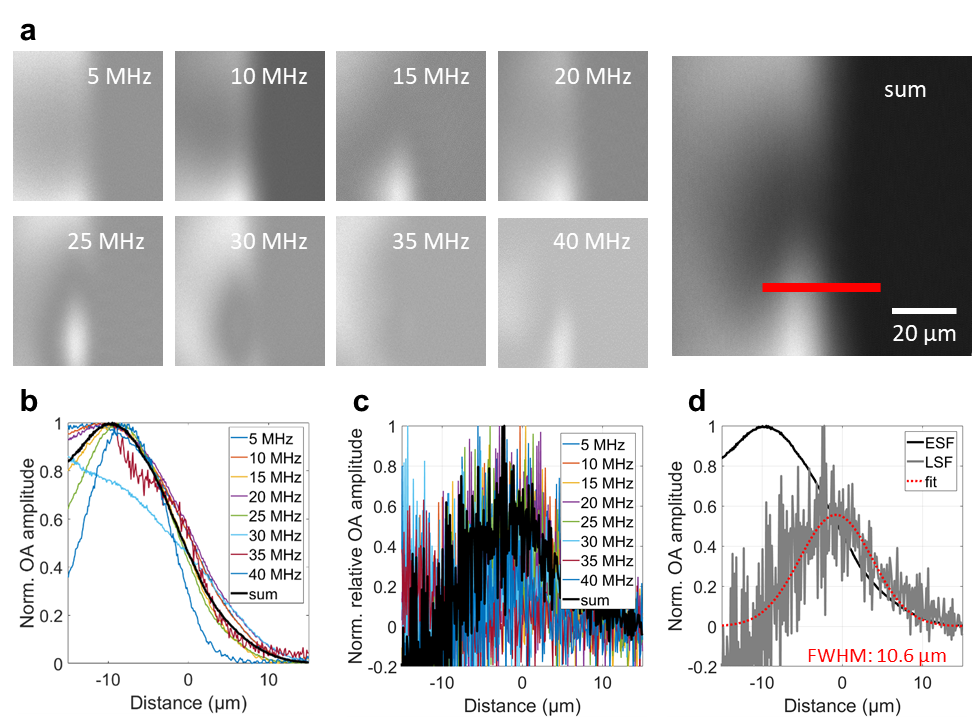 a
5 MHz
10 MHz
15 MHz
20 MHz
sum
25 MHz
30 MHz
35 MHz
40 MHz
20 µm
b
c
d
Norm. OA amplitude
1
0.8
0.6
0.4
0.2
0
-10
0
10
Distance (µm)
5 MHz
10 MHz
15 MHz
20 MHz
25 MHz
30 MHz
35 MHz
40 MHz
sum
Norm. relative OA amplitude
1
0.8
0.6
0.4
0.2
0
-0.2
-10
0
10
Distance (µm)
5 MHz
10 MHz
15 MHz
20 MHz
25 MHz
30 MHz
35 MHz
40 MHz
sum
Norm. OA amplitude
1
0.8
0.6
0.4
0.2
0
-0.2
-10
0
10
Distance (µm)
ESF
LSF
fit
FWHM: 10.6 µm